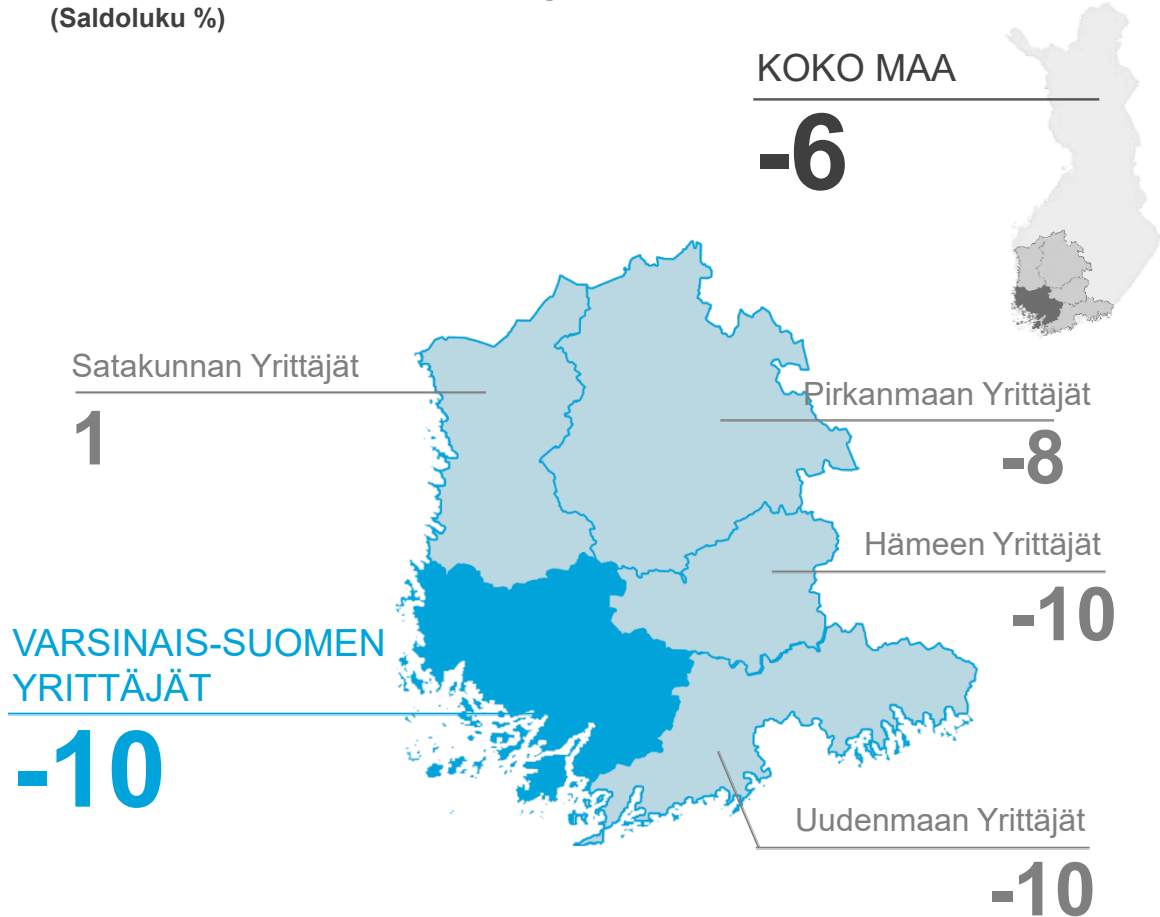 (Saldoluku %)
KOKO MAA
-6
Satakunnan Yrittäjät
1
Pirkanmaan Yrittäjät
-8
Hämeen Yrittäjät
-10
VARSINAIS-SUOMEN
YRITTÄJÄT
-10
Uudenmaan Yrittäjät
-10